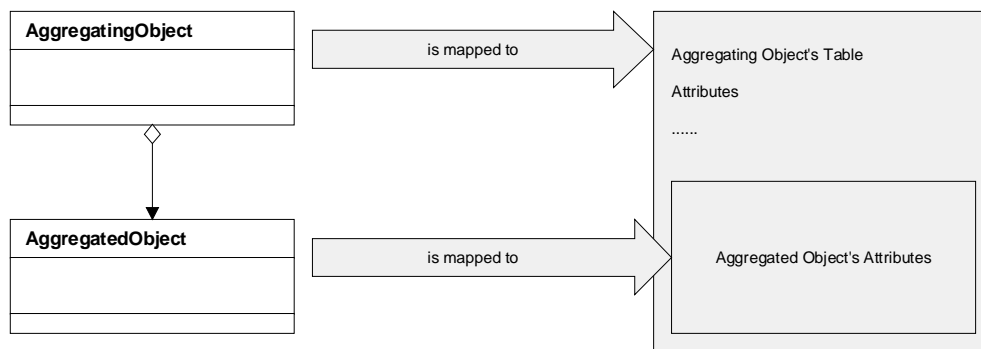 AggregatingObject
is mapped to
Aggregating Object's Table
Attributes
......
AggregatedObject
is mapped to
Aggregated Object's Attributes